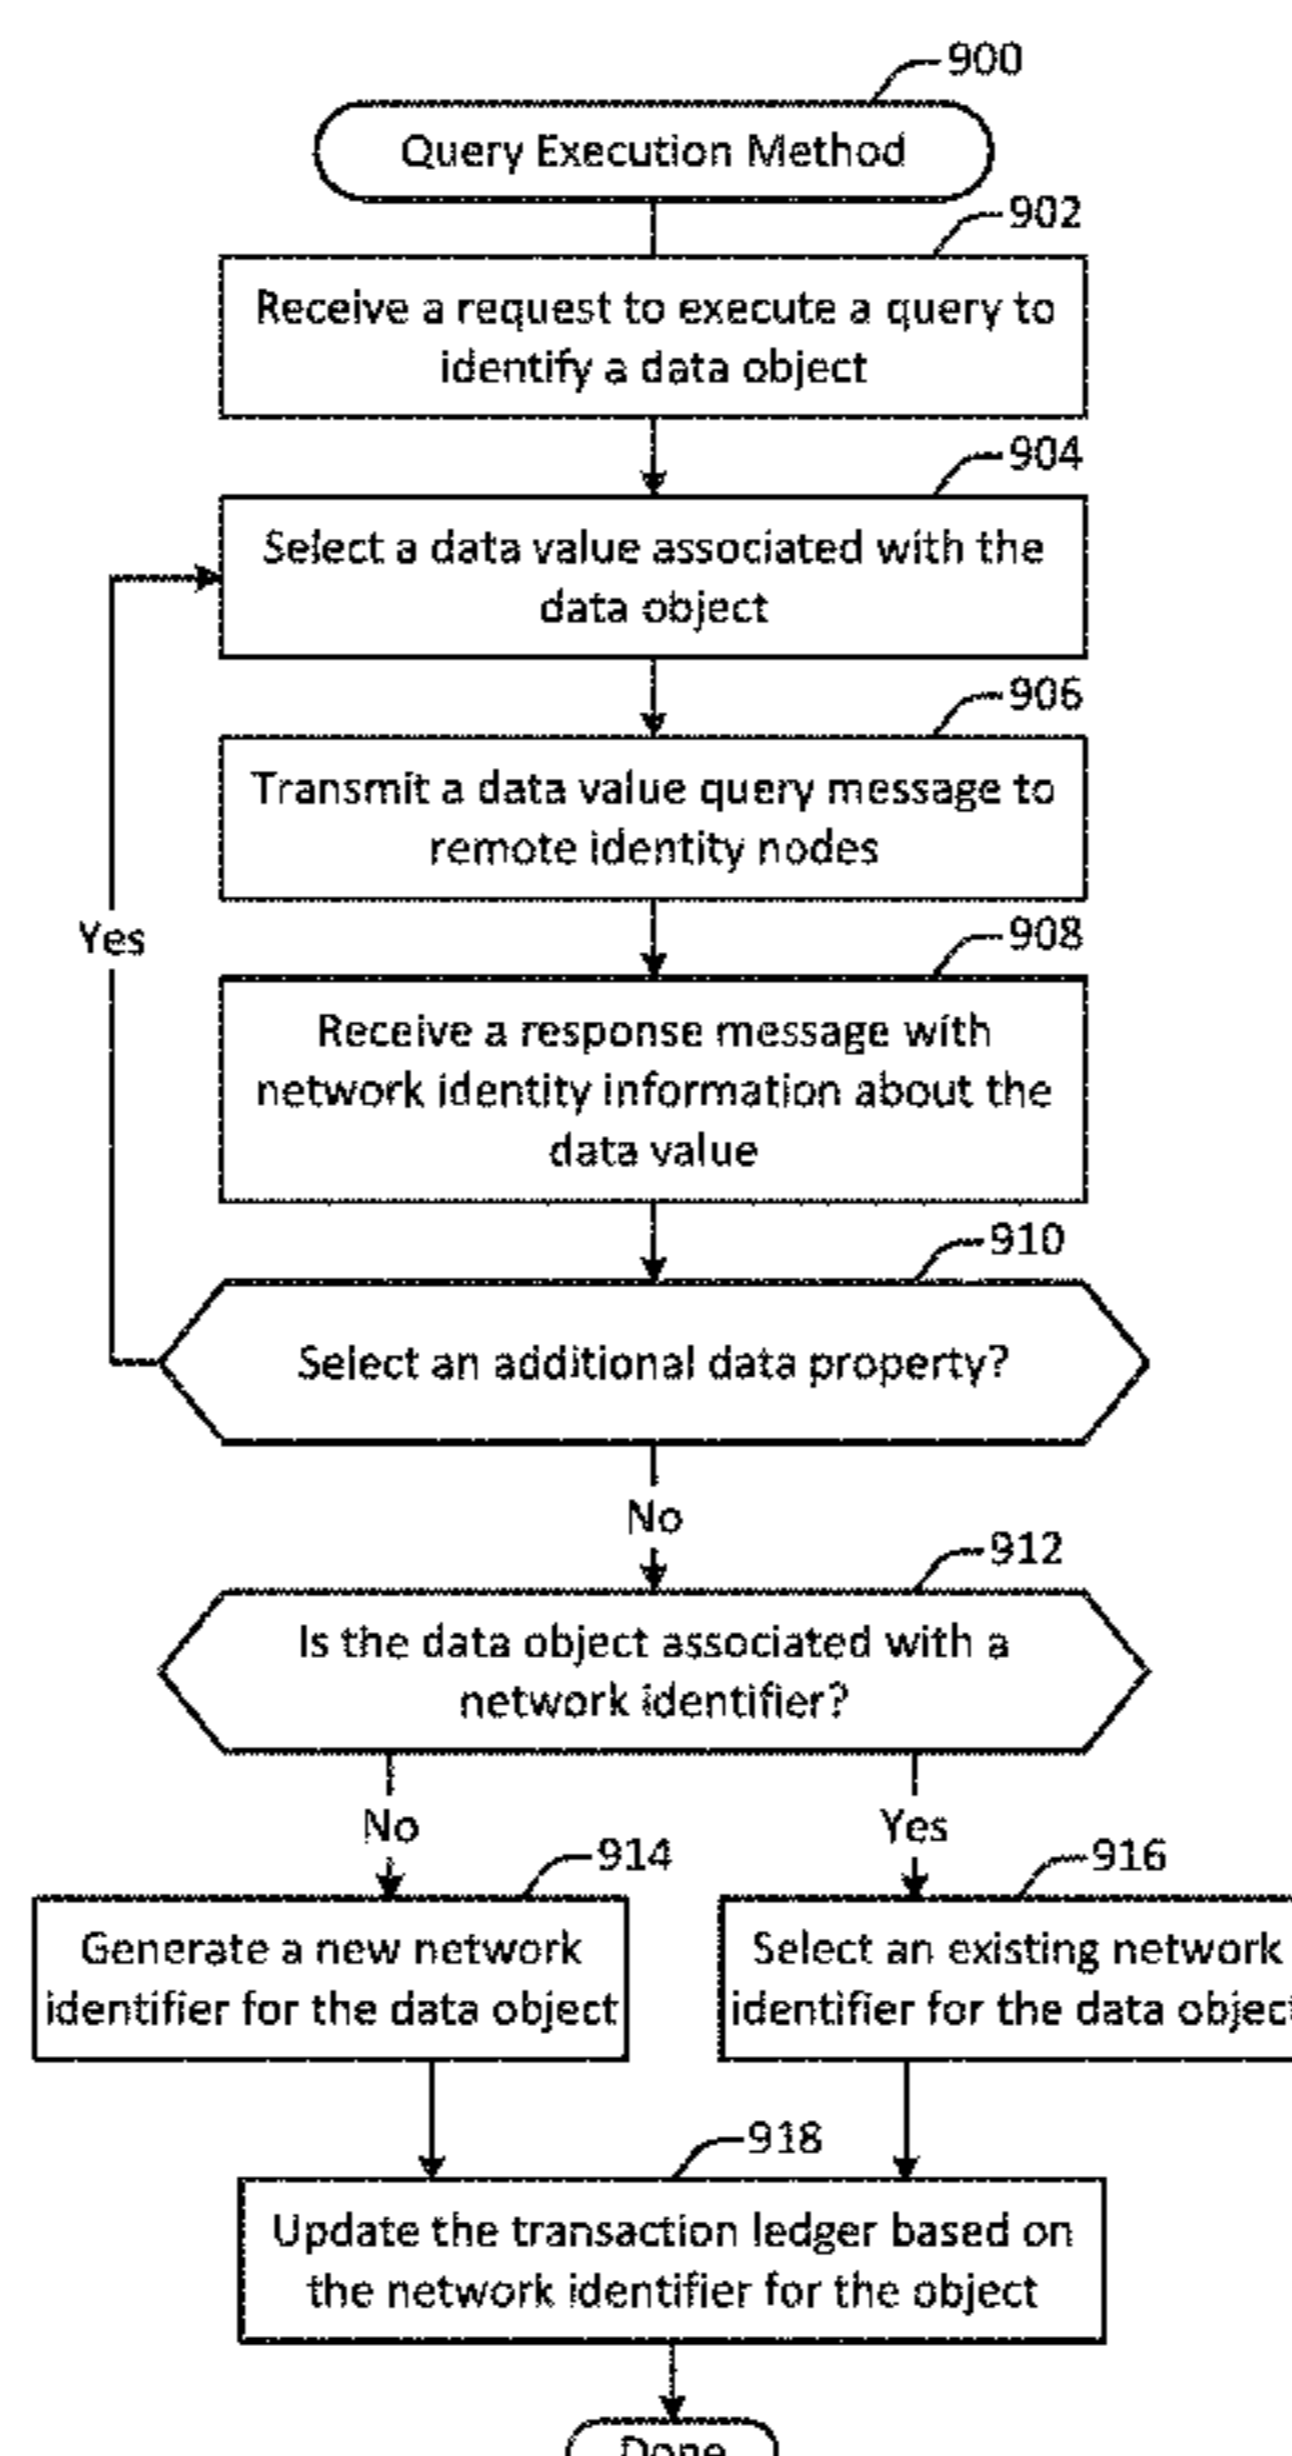 900
Query Execution Method
902
Receive a request to execute a query to
identify a data object
904
Select a data value associated with the
data object
906
Transmit a data value query message to
remote identity nodes
Yes
908
Receive a response message with
network identity information about the
data value
910
Select an additional data property?
No
912
Is the data object associated with a
network identifier?
No
Yes
914
916
Generate a new network
identifier for the data object
Select an existing network
identifier for the data object
918
Update the transaction ledger based on
the network identifier for the object
Done